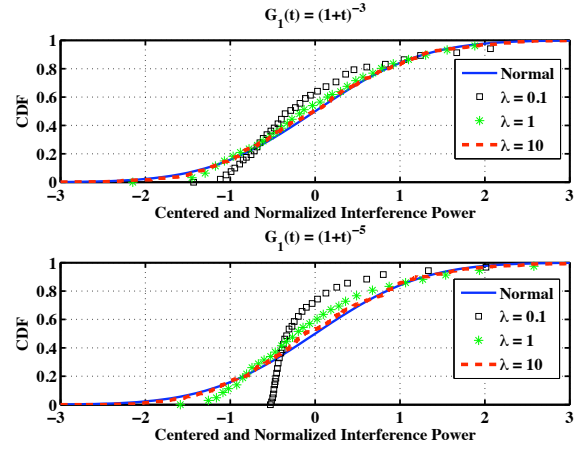 G₁(t) = (1+t)⁻³
CDF
1
0.8
0.6
0.4
0.2
0
Normal
λ = 0.1
λ = 1
λ = 10
−3 −2 −1 0 1 2 3
Centered and Normalized Interference Power
G₁(t) = (1+t)⁻⁵
CDF
1
0.8
0.6
0.4
0.2
0
Normal
λ = 0.1
λ = 1
λ = 10
−3 −2 −1 0 1 2 3
Centered and Normalized Interference Power